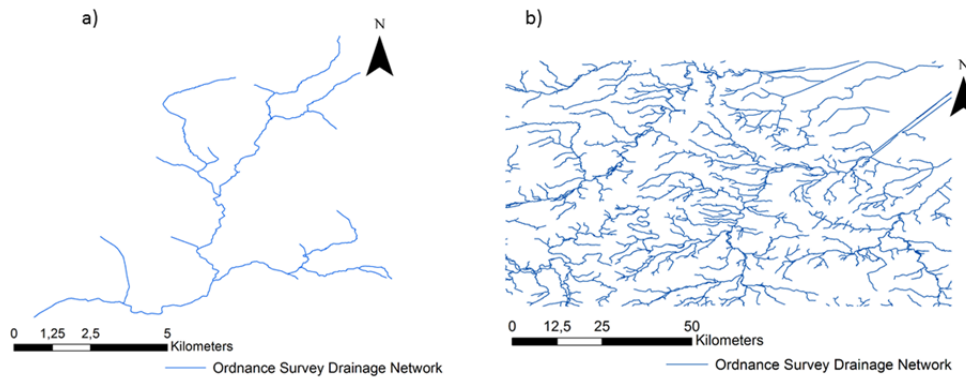 a)
N
0 1,25 2,5 5
Kilometers
Ordnance Survey Drainage Network
b)
N
0 12,5 25 50
Kilometers
Ordnance Survey Drainage Network